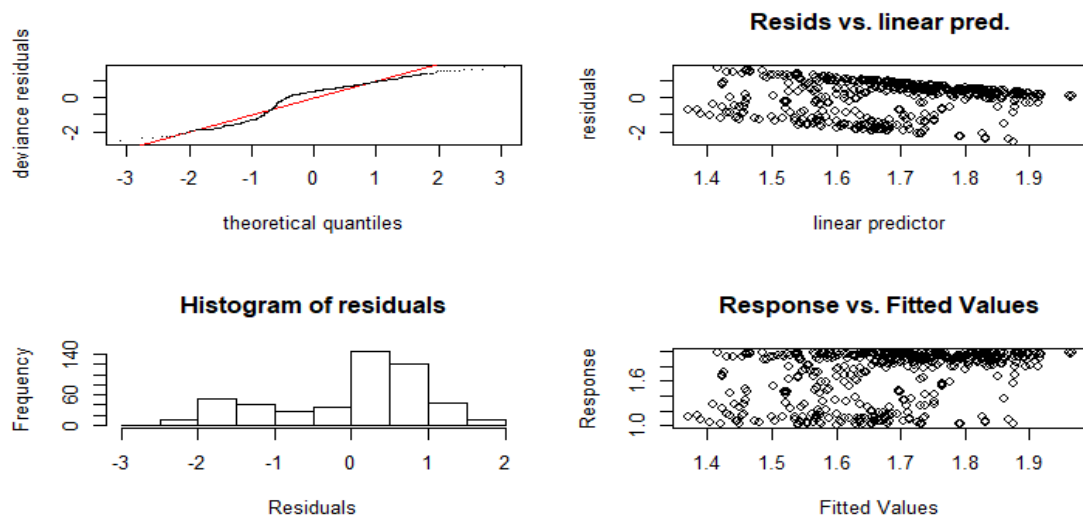 deviance residuals
0
-2
-3 -2 -1 0 1 2 3
theoretical quantiles
Resids vs. linear pred.
residuals
0
-2
1.4 1.5 1.6 1.7 1.8 1.9
linear predictor
Histogram of residuals
Frequency
140
60
0
-3 -2 -1 0 1 2
Residuals
Response vs. Fitted Values
Response
1.6
1.0
1.4 1.5 1.6 1.7 1.8 1.9
Fitted Values